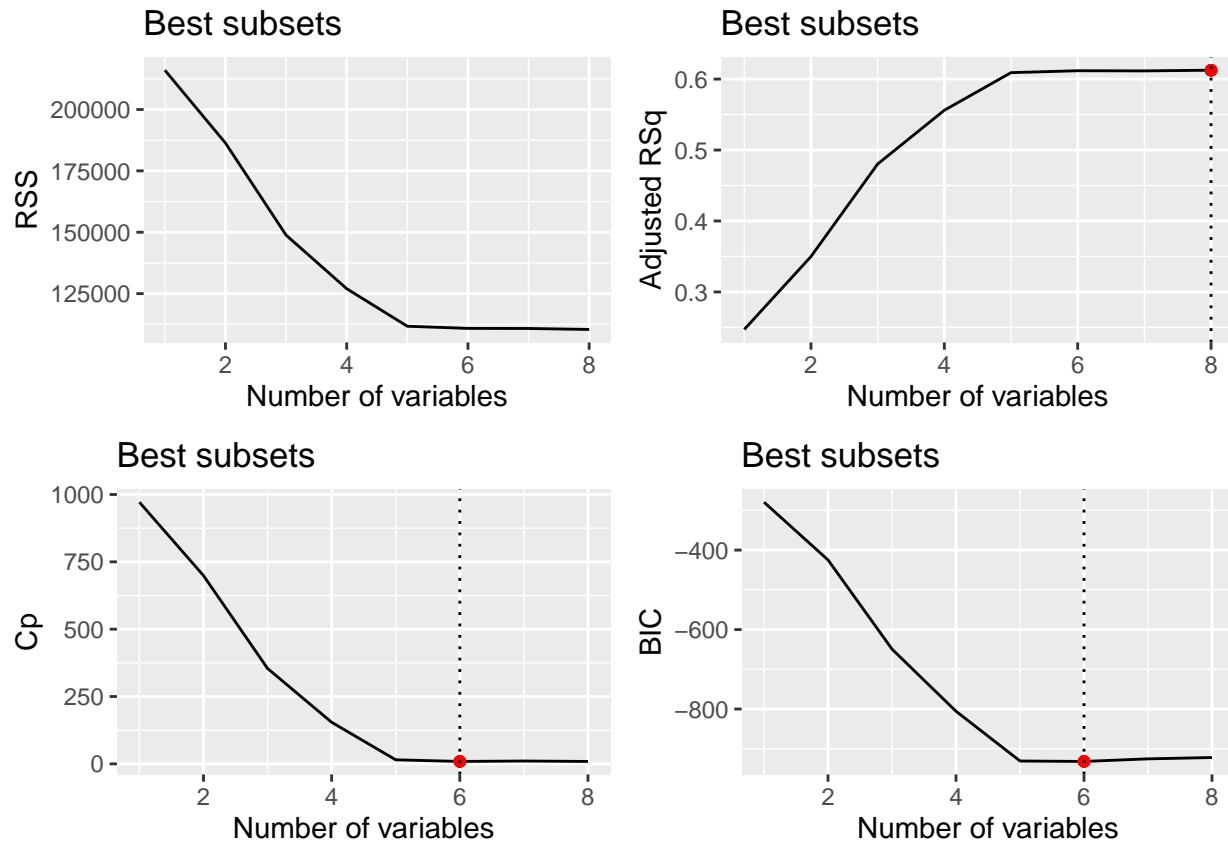 Best subsets
200000
175000
150000
125000
RSS
2 4 6 8
Number of variables
Best subsets
0.6
0.5
0.4
0.3
Adjusted RSq
2 4 6 8
Number of variables
Best subsets
1000
750
500
250
0
Cp
2 4 6 8
Number of variables
Best subsets
−400
−600
−800
BIC
2 4 6 8
Number of variables